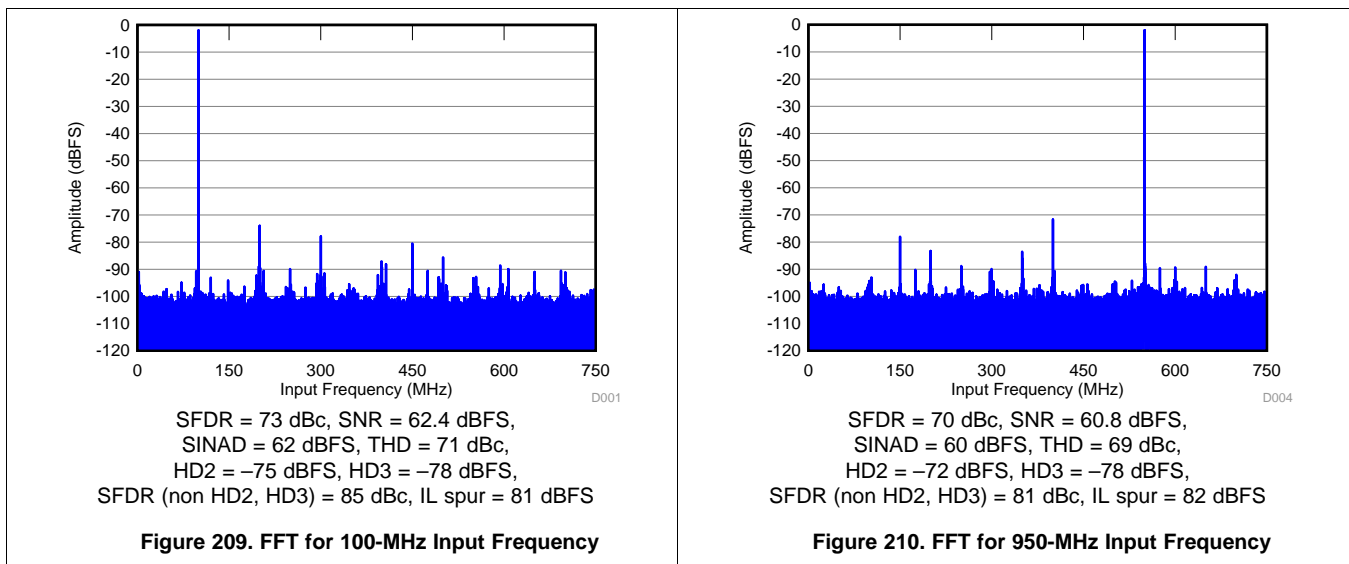 0
-10
-20
-30
-40
-50
-60
-70
-80
-90
-100
-110
-120
Amplitude (dBFS)
0 150 300 450 600 750
Input Frequency (MHz)
D001
SFDR = 73 dBc, SNR = 62.4 dBFS,
SINAD = 62 dBFS, THD = 71 dBc,
HD2 = –75 dBFS, HD3 = –78 dBFS,
SFDR (non HD2, HD3) = 85 dBc, IL spur = 81 dBFS
Figure 209. FFT for 100-MHz Input Frequency
0
-10
-20
-30
-40
-50
-60
-70
-80
-90
-100
-110
-120
Amplitude (dBFS)
0 150 300 450 600 750
Input Frequency (MHz)
D004
SFDR = 70 dBc, SNR = 60.8 dBFS,
SINAD = 60 dBFS, THD = 69 dBc,
HD2 = –72 dBFS, HD3 = –78 dBFS,
SFDR (non HD2, HD3) = 81 dBc, IL spur = 82 dBFS
Figure 210. FFT for 950-MHz Input Frequency